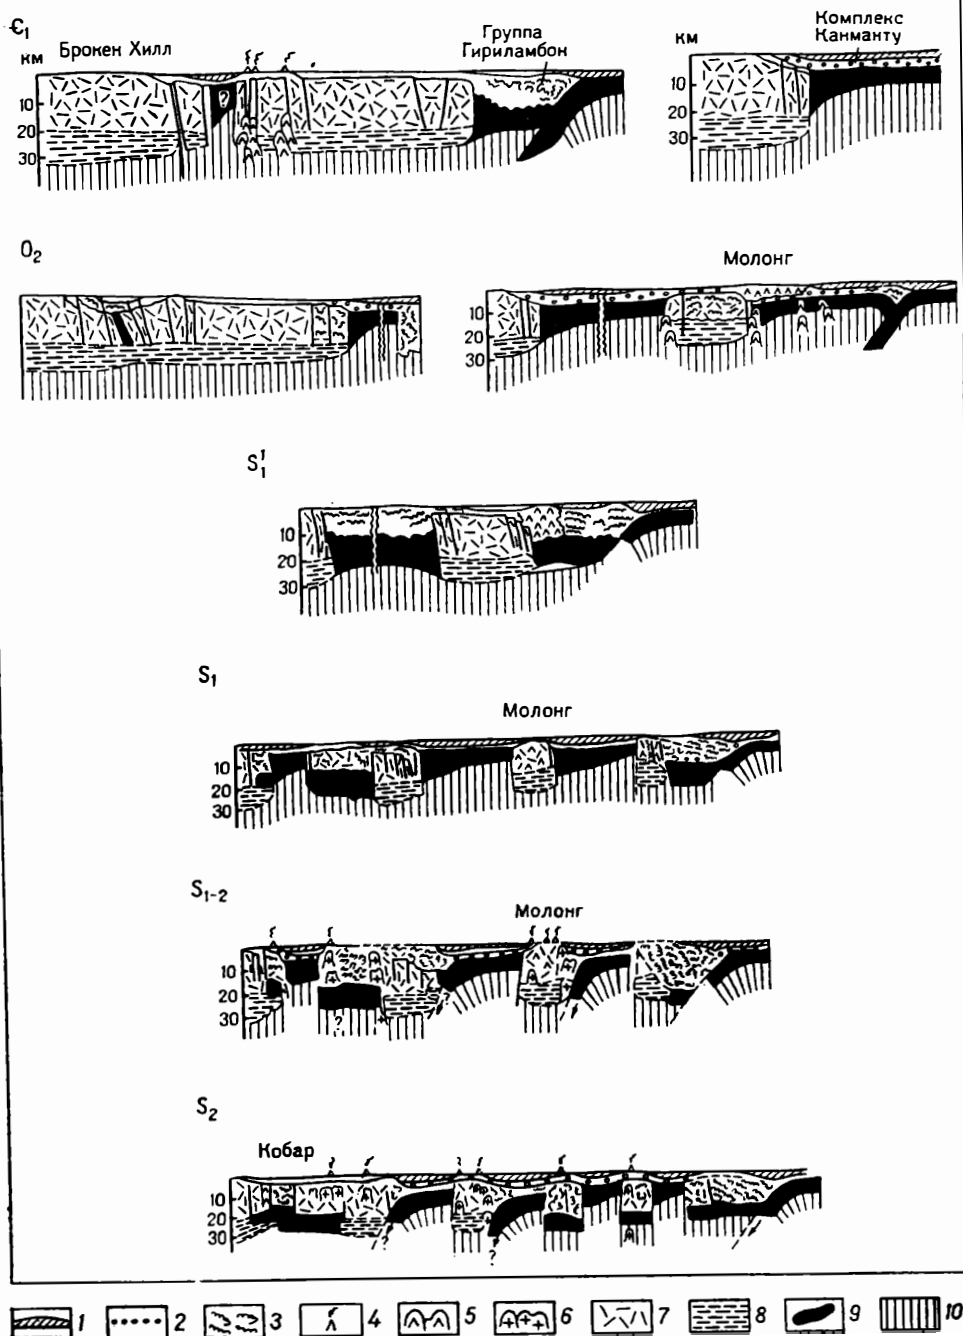 Є₁
км
Брокен Хилл
Группа
Гириламбон
10
20
30
?
км
Комплекс
Канманту
10
20
30
O₂
Молонг
10
20
30
S₁¹
10
20
30
S₁
Молонг
10
20
30
S₁₋₂
Молонг
10
20
30
?
S₂
Кобар
10
20
30
?
?
1 2 3 4 5 6 7 8 9 10